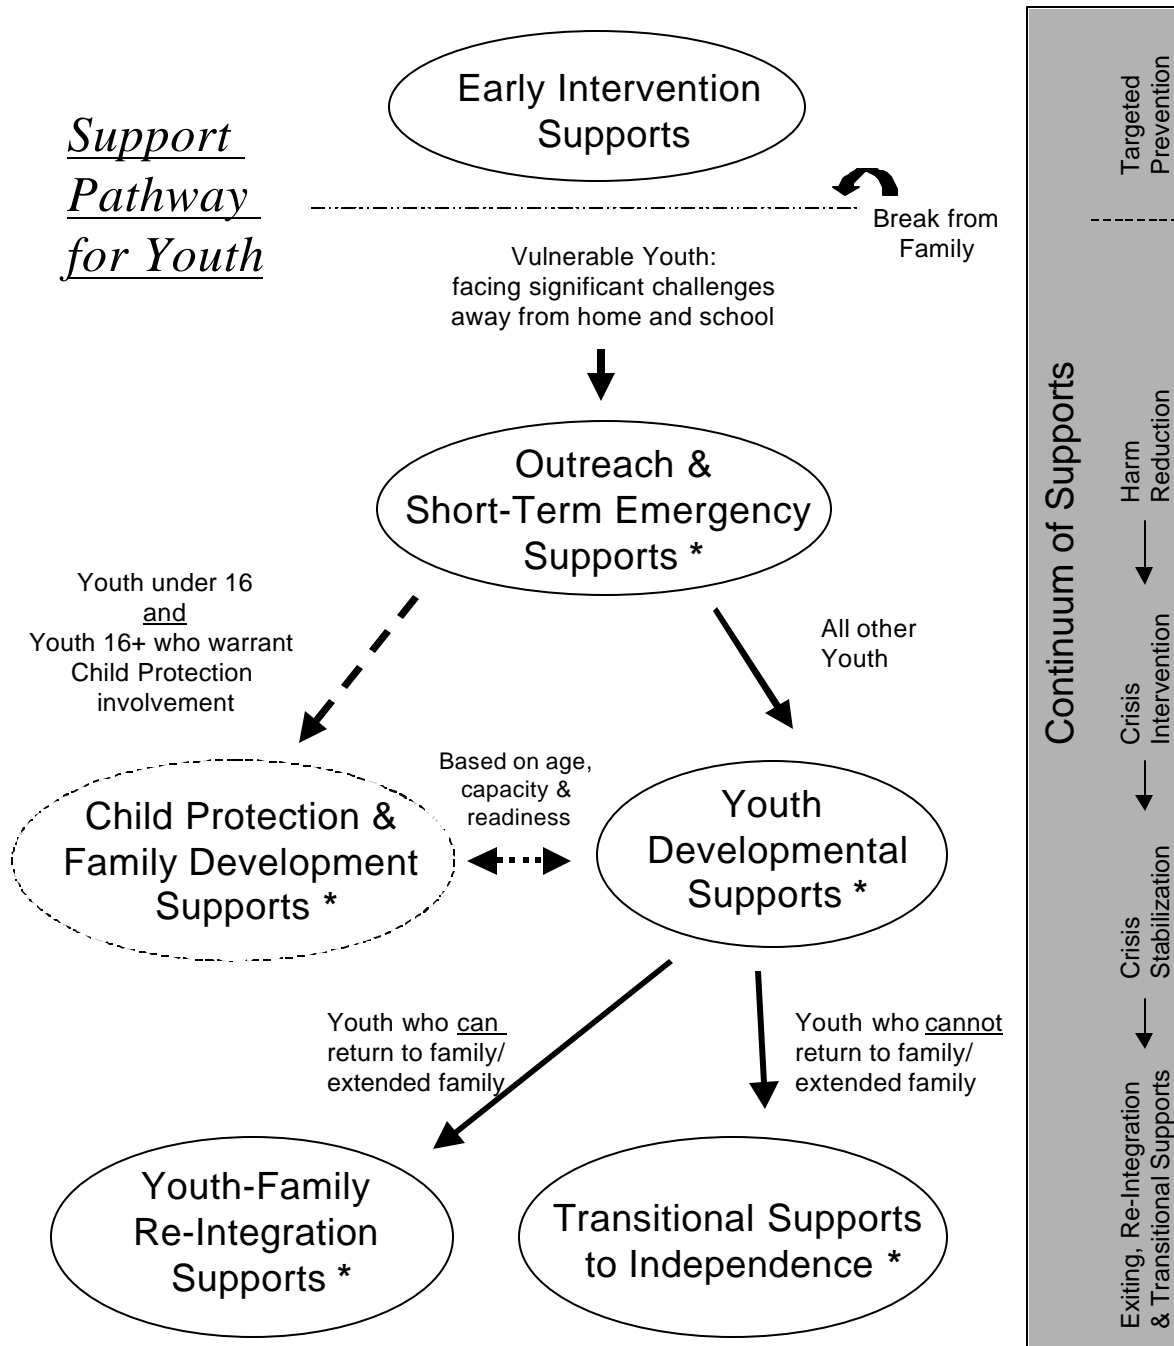 Support
Pathway
for Youth
Early Intervention
Supports
Break from
Family
Vulnerable Youth:
facing significant challenges
away from home and school
Outreach &
Short-Term Emergency
Supports *
Youth under 16
and
Youth 16+ who warrant
Child Protection
involvement
All other
Youth
Child Protection &
Family Development
Supports *
Based on age,
capacity &
readiness
Youth
Developmental
Supports *
Youth who can
return to family/
extended family
Youth who cannot
return to family/
extended family
Youth-Family
Re-Integration
Supports *
Transitional Supports
to Independence *
Continuum of Supports
Targeted
Prevention
Harm
Reduction
Crisis
Intervention
Crisis
Stabilization
Exiting, Re-Integration
& Transitional Supports